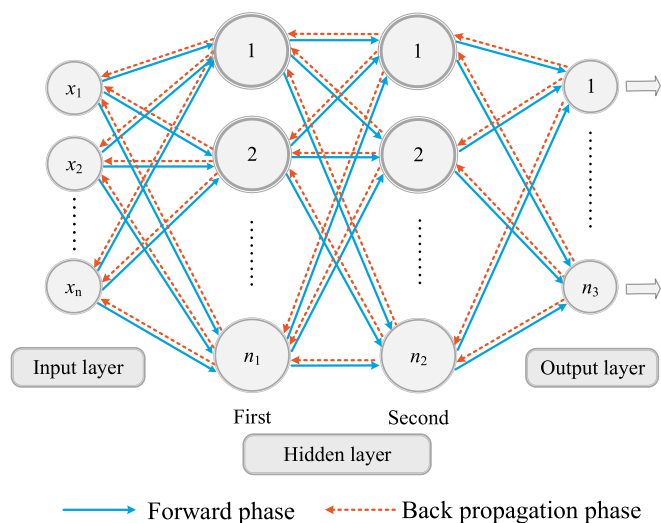 1
1
x1
1
x2
2
2
xn
n3
n1
n2
Input layer
Output layer
First
Second
Hidden layer
Forward phase
Back propagation phase